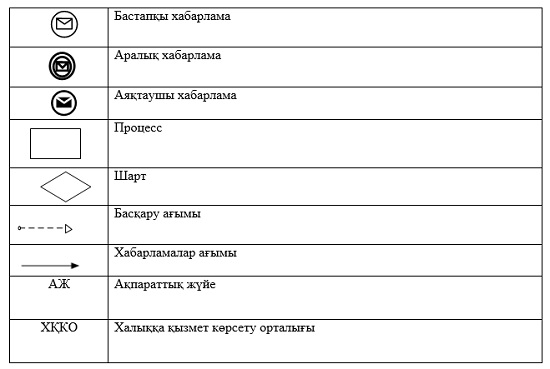 Бастапқы хабарлама
Аралық хабарлама
Аяқтаушы хабарлама
Процесс
Шарт
Басқару ағымы
Хабарламалар ағымы
АЖ Ақпараттық жүйе
ХҚКО Халыққа қызмет көрсету орталығы